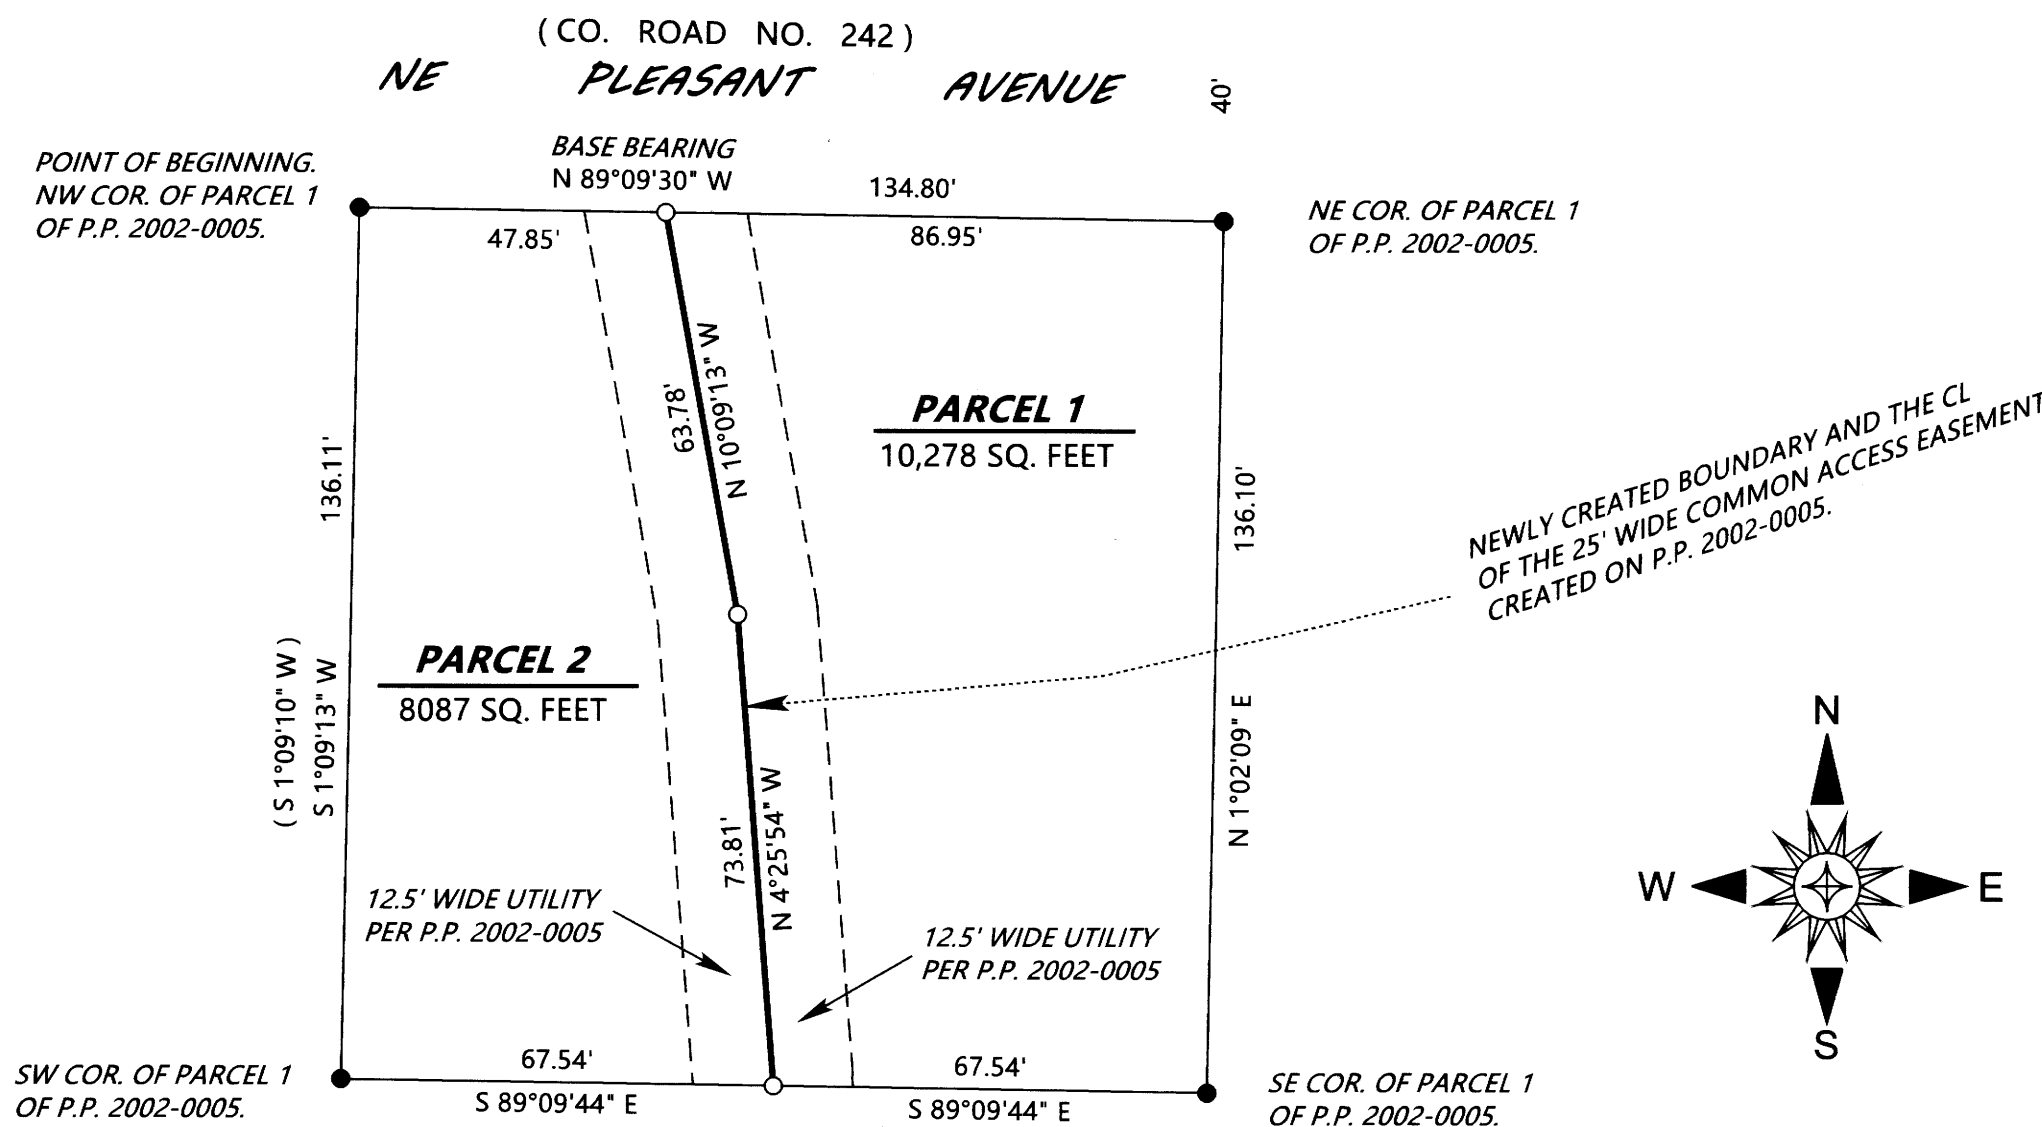 ( CO. ROAD NO. 242 )
NE PLEASANT AVENUE
40'
POINT OF BEGINNING.
NW COR. OF PARCEL 1
OF P.P. 2002-0005.
BASE BEARING
N 89°09'30" W
134.80'
47.85'
86.95'
NE COR. OF PARCEL 1
OF P.P. 2002-0005.
63.78'
N 10°09'13" W
PARCEL 1
10,278 SQ. FEET
136.11'
136.10'
NEWLY CREATED BOUNDARY AND THE CL
OF THE 25' WIDE COMMON ACCESS EASEMENT
CREATED ON P.P. 2002-0005.
( S 1°09'10" W )
S 1°09'13" W
PARCEL 2
8087 SQ. FEET
N 1°02'09" E
73.81'
N 4°25'54" W
12.5' WIDE UTILITY
PER P.P. 2002-0005
12.5' WIDE UTILITY
PER P.P. 2002-0005
N
W
E
S
SW COR. OF PARCEL 1
OF P.P. 2002-0005.
67.54'
S 89°09'44" E
67.54'
S 89°09'44" E
SE COR. OF PARCEL 1
OF P.P. 2002-0005.